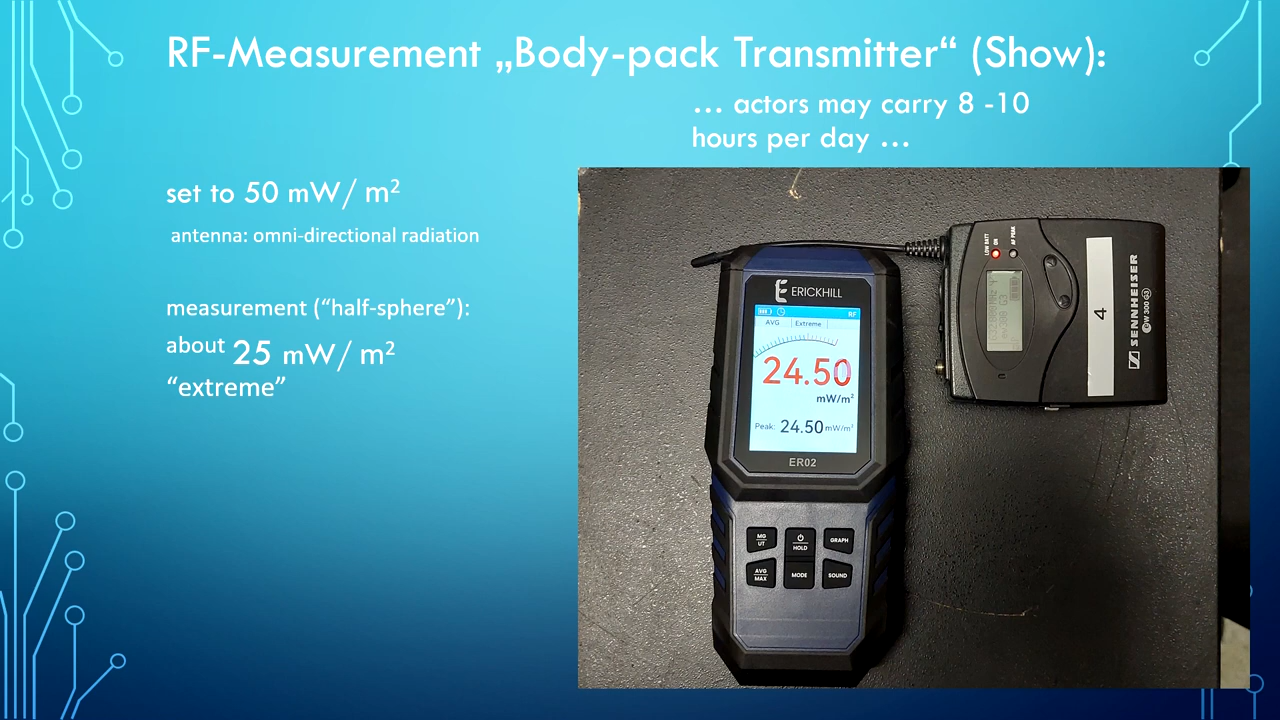 RF-Measurement „Body-pack Transmitter“ (Show):
… actors may carry 8 -10
hours per day …
set to 50 mW/ m²
antenna: omni-directional radiation
measurement (“half-sphere”):
about 25 mW/ m²
“extreme”
ERICKHILL
RF
AVG Extreme
24.50
mW/m²
Peak: 24.50 mW/m²
ER02
MG
UT
HOLD
GRAPH
AVG
MAX
MODE
SOUND
LOW BATT
ON
AF PEAK
4
SENNHEISER
EW 300 G3